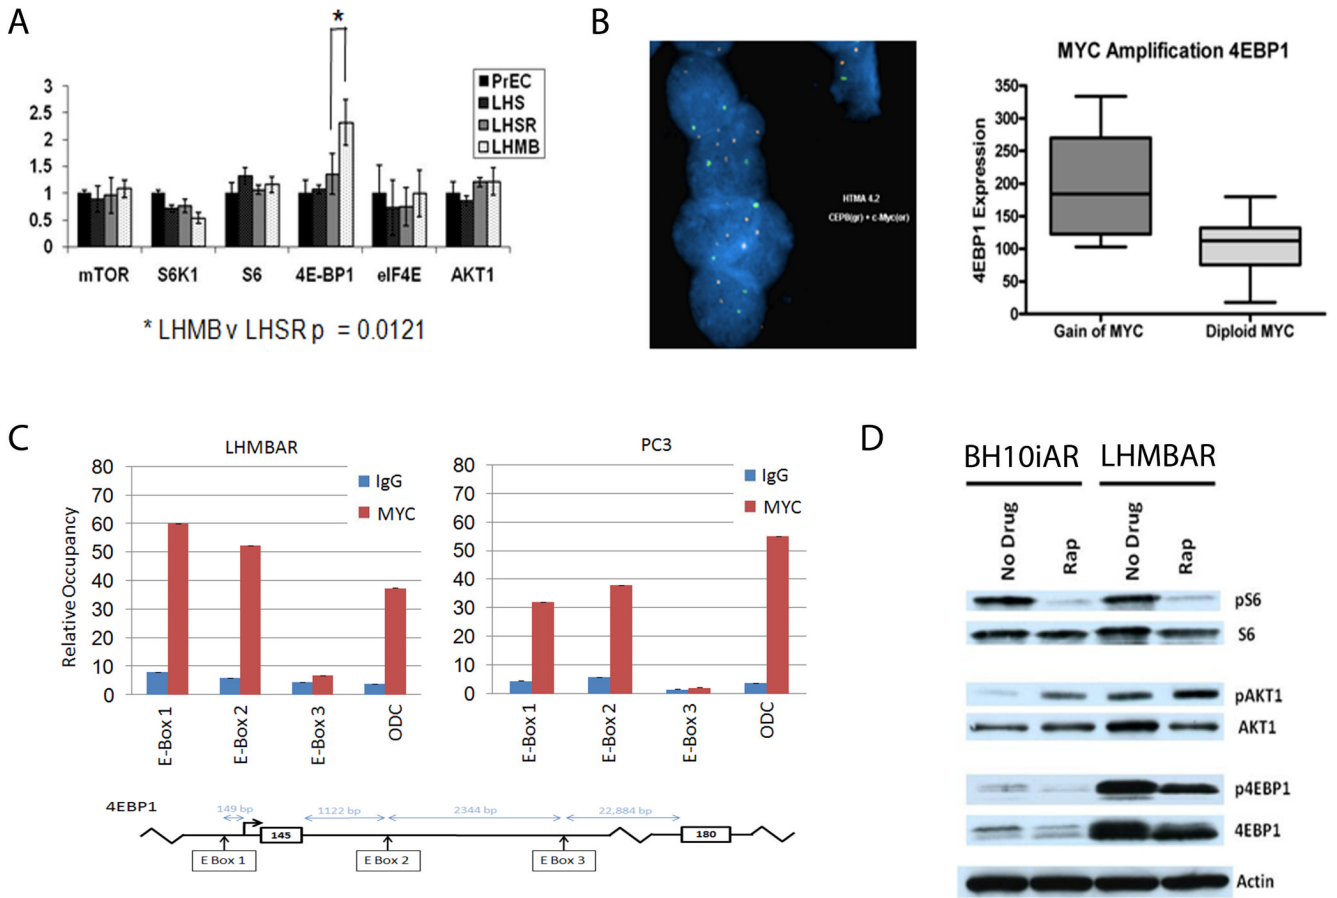 A
*
3
2.5
2
1.5
1
0.5
0
PrEC
LHS
LHSR
LHMB
mTOR S6K1 S6 4E-BP1 eIF4E AKT1
* LHMB v LHSR p = 0.0121
B
HTMA 4.2
CEP8(gr) + c-Myc(or)
MYC Amplification 4EBP1
4EBP1 Expression
350
300
250
200
150
100
50
0
Gain of MYC Diploid MYC
C
LHMBAR
Relative Occupancy
80
70
60
50
40
30
20
10
0
IgG
MYC
E-Box 1 E-Box 2 E-Box 3 ODC
PC3
80
70
60
50
40
30
20
10
0
IgG
MYC
E-Box 1 E-Box 2 E-Box 3 ODC
4EBP1
149 bp 1122 bp 2344 bp 22,884 bp
145 180
E Box 1 E Box 2 E Box 3
D
BH10iAR LHMBAR
No Drug Rap No Drug Rap
pS6
S6
pAKT1
AKT1
p4EBP1
4EBP1
Actin